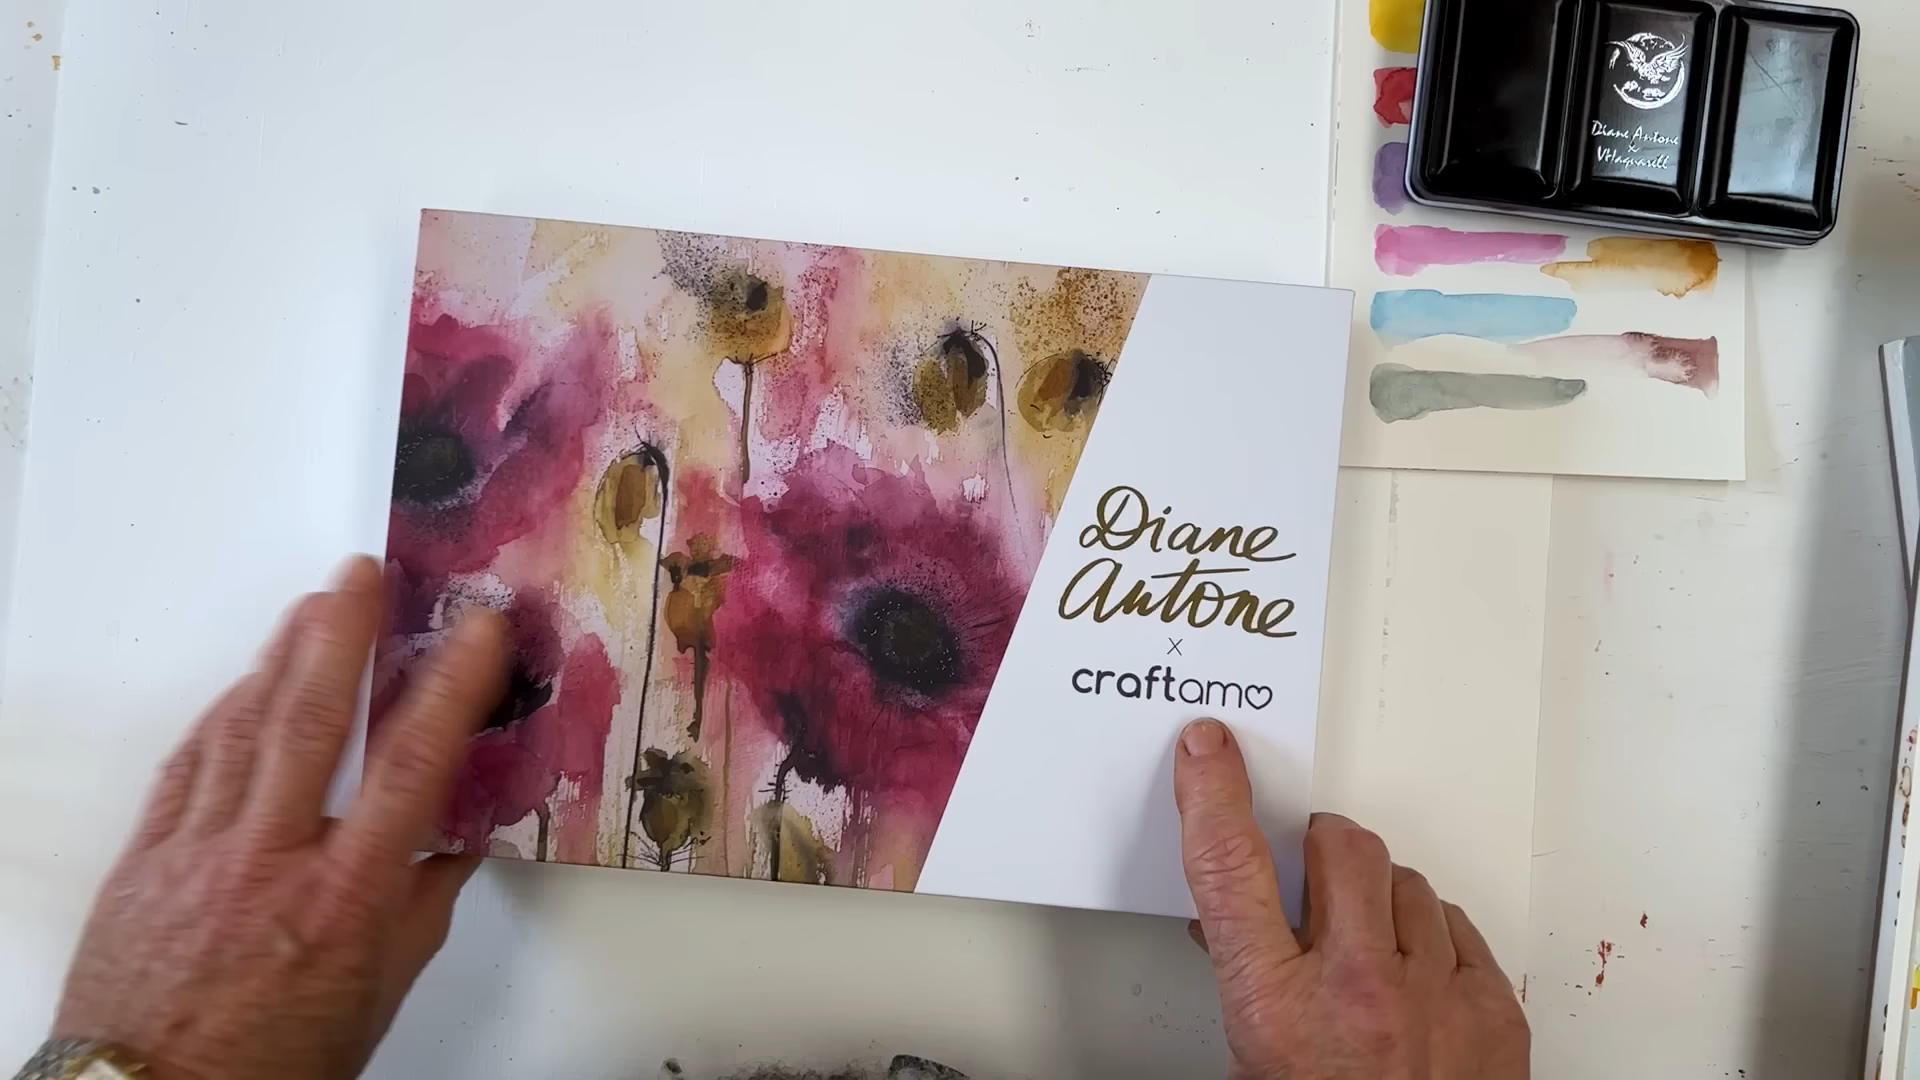 Diane Antone
x
VHaquarell
Diane
Antone
x
craftamo